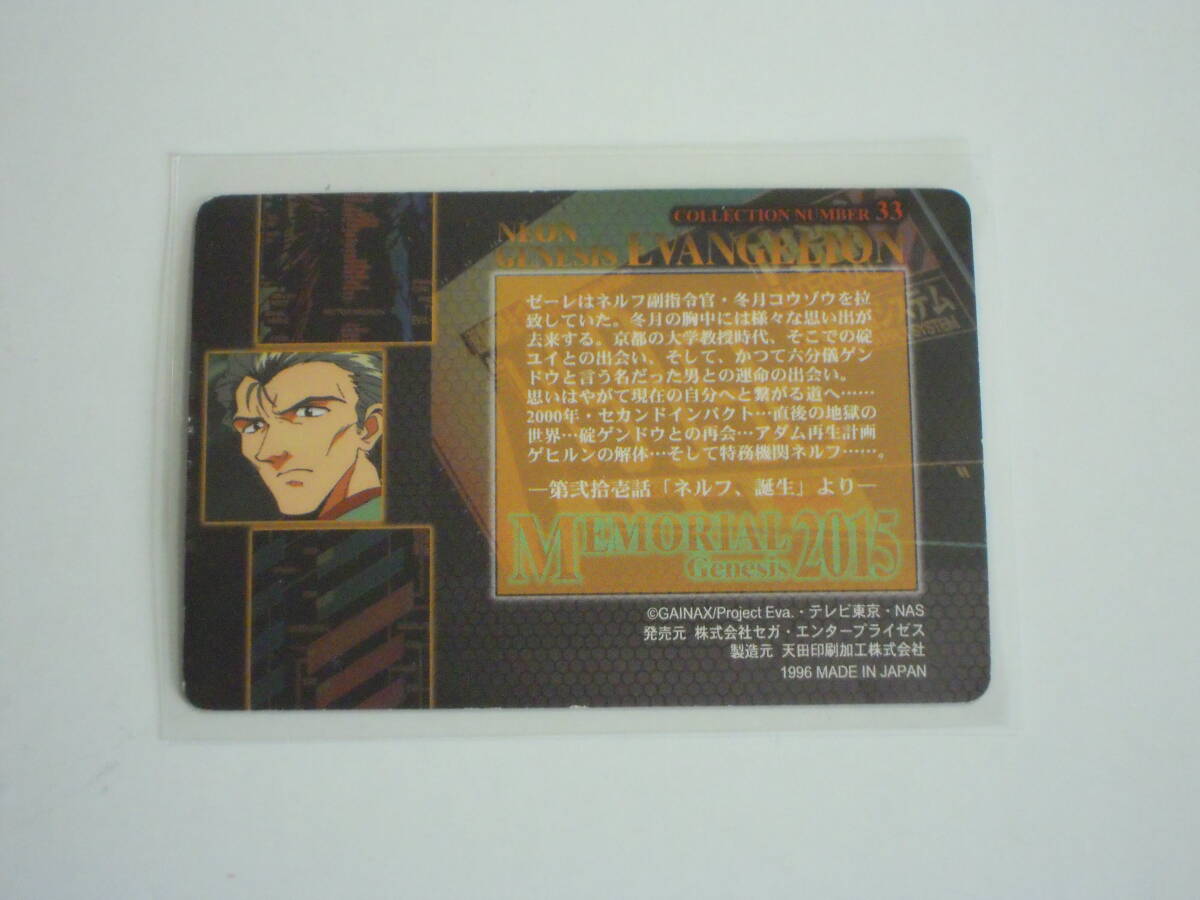 COLLECTION NUMBER 33
NEON
GENESIS EVANGELION
ゼーレはネルフ副指令官・冬月コウゾウを拉
致していた。冬月の胸中には様々な思い出が
去来する。京都の大学教授時代、そこでの碇
ユイとの出会い、そして、かつて六分儀ゲン
ドウと言う名だった男との運命の出会い。
思いはやがて現在の自分へと繋がる道へ……
2000年・セカンドインパクト…直後の地獄の
世界…碇ゲンドウとの再会…アダム再生計画
ゲヒルンの解体…そして特務機関ネルフ……。
―第弐拾壱話「ネルフ、誕生」より―
MEMORIAL
Genesis 2015
©GAINAX/Project Eva.・テレビ東京・NAS
発売元 株式会社セガ・エンタープライゼス
製造元 天田印刷加工株式会社
1996 MADE IN JAPAN
ステム
SYSTEM